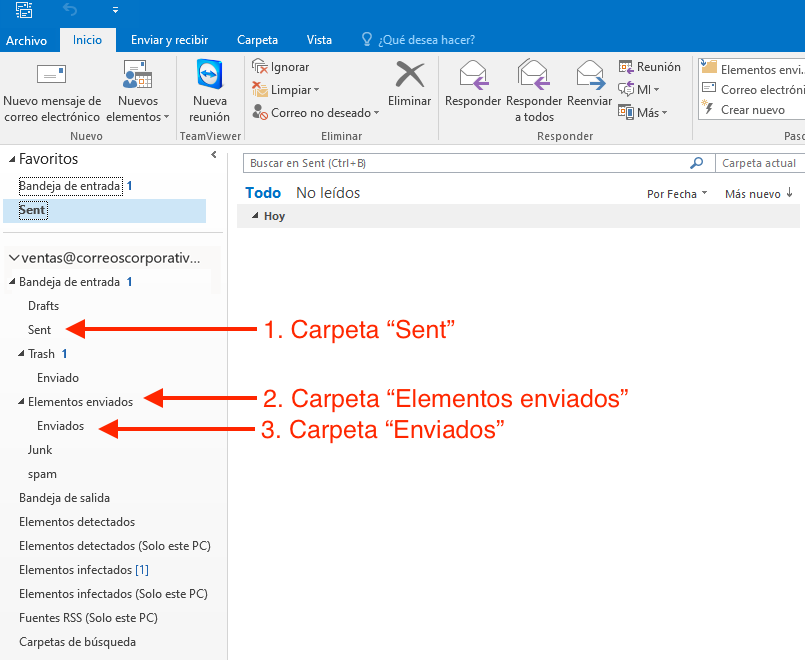 Archivo Inicio Enviar y recibir Carpeta Vista ¿Qué desea hacer?
Nuevo mensaje de correo electrónico
Nuevos elementos
Nuevo
Nueva reunión
TeamViewer
Ignorar
Limpiar
Correo no deseado
Eliminar
Eliminar
Responder
Responder a todos
Reenviar
Reunión
MI
Más
Responder
Elementos envi...
Correo electróni
Crear nuevo
Paso
Favoritos
Bandeja de entrada 1
Sent
ventas@correoscorporativ...
Bandeja de entrada 1
Drafts
Sent
Trash 1
Enviado
Elementos enviados
Enviados
Junk
spam
Bandeja de salida
Elementos detectados
Elementos detectados (Solo este PC)
Elementos infectados [1]
Elementos infectados (Solo este PC)
Fuentes RSS (Solo este PC)
Carpetas de búsqueda
Buscar en Sent (Ctrl+B) Carpeta actual
Todo No leídos Por Fecha Más nuevo
Hoy
1. Carpeta “Sent”
2. Carpeta “Elementos enviados”
3. Carpeta “Enviados”